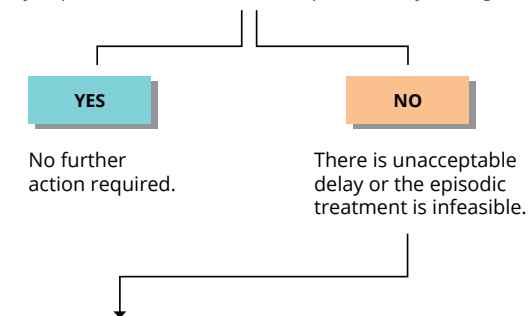 YES
NO
No further
action required.
There is unacceptable
delay or the episodic
treatment is infeasible.